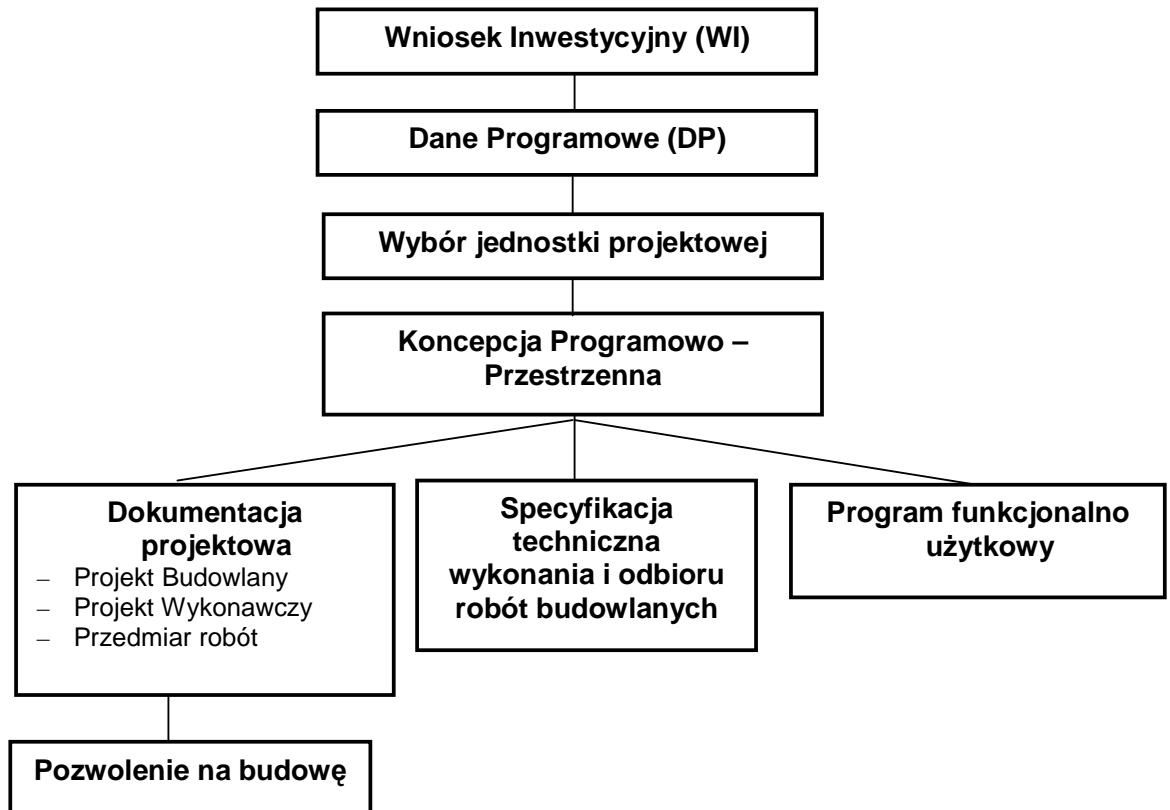 Wniosek Inwestycyjny (WI)
Dane Programowe (DP)
Wybór jednostki projektowej
Koncepcja Programowo –
Przestrzenna
Dokumentacja
projektowa
– Projekt Budowlany
– Projekt Wykonawczy
– Przedmiar robót
Specyfikacja
techniczna
wykonania i odbioru
robót budowlanych
Program funkcjonalno
użytkowy
Pozwolenie na budowę